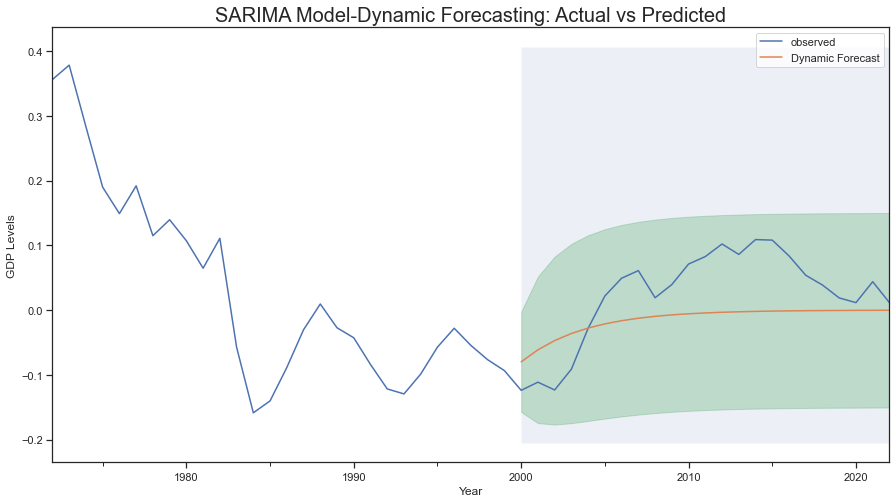 SARIMA Model-Dynamic Forecasting: Actual vs Predicted
observed
Dynamic Forecast
GDP Levels
0.4
0.3
0.2
0.1
0.0
−0.1
−0.2
1980
1990
2000
2010
2020
Year